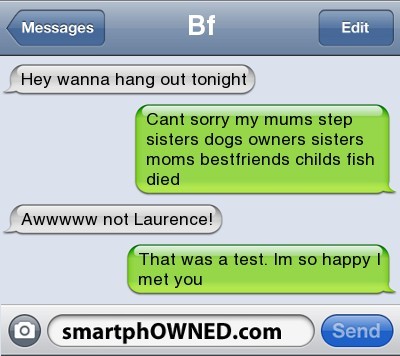 Messages
Bf
Edit
Hey wanna hang out tonight
Cant sorry my mums step
sisters dogs owners sisters
moms bestfriends childs fish
died
Awwwww not Laurence!
That was a test. Im so happy I
met you
smartphOWNED.com
Send